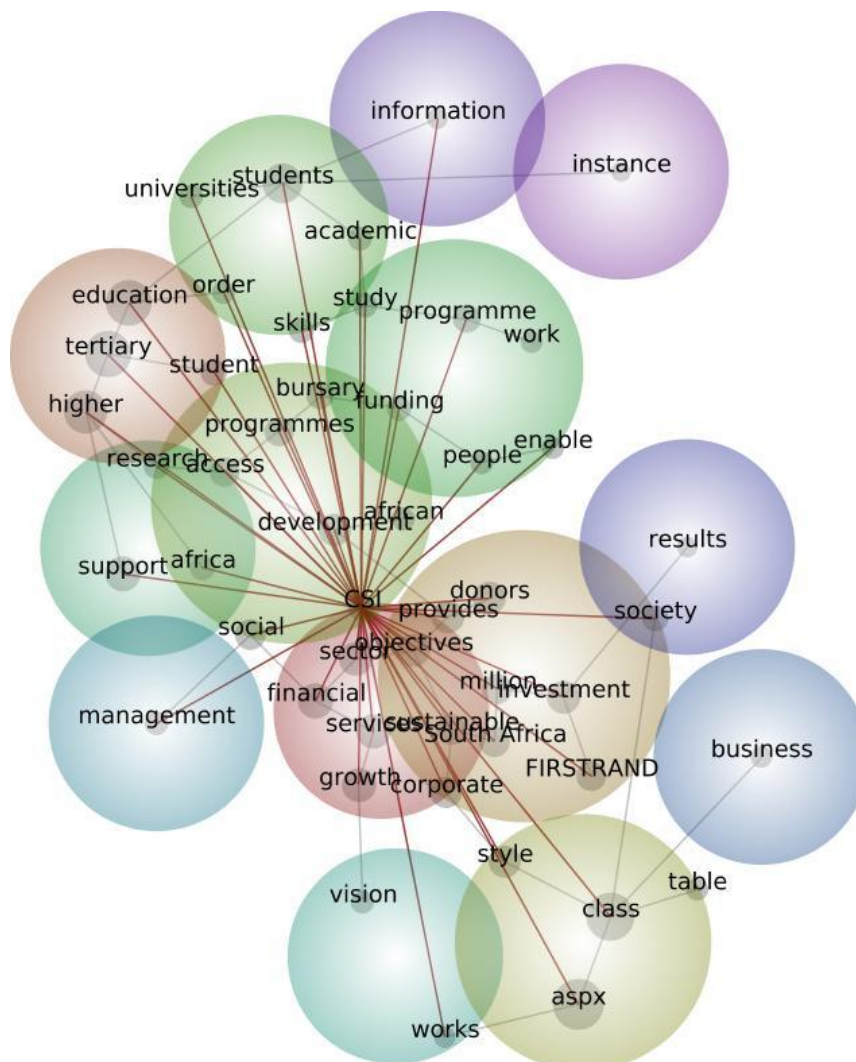 information
instance
students
universities
academic
order
education
study
programme
skills
work
tertiary
student
bursary
funding
higher
programmes
enable
research
access
people
african
development
results
support
africa
donors
CSI
provides
society
social
objectives
sector
million
financial
investment
management
sustainable
services
South Africa
business
FIRSTRAND
growth
corporate
style
table
vision
class
aspx
works